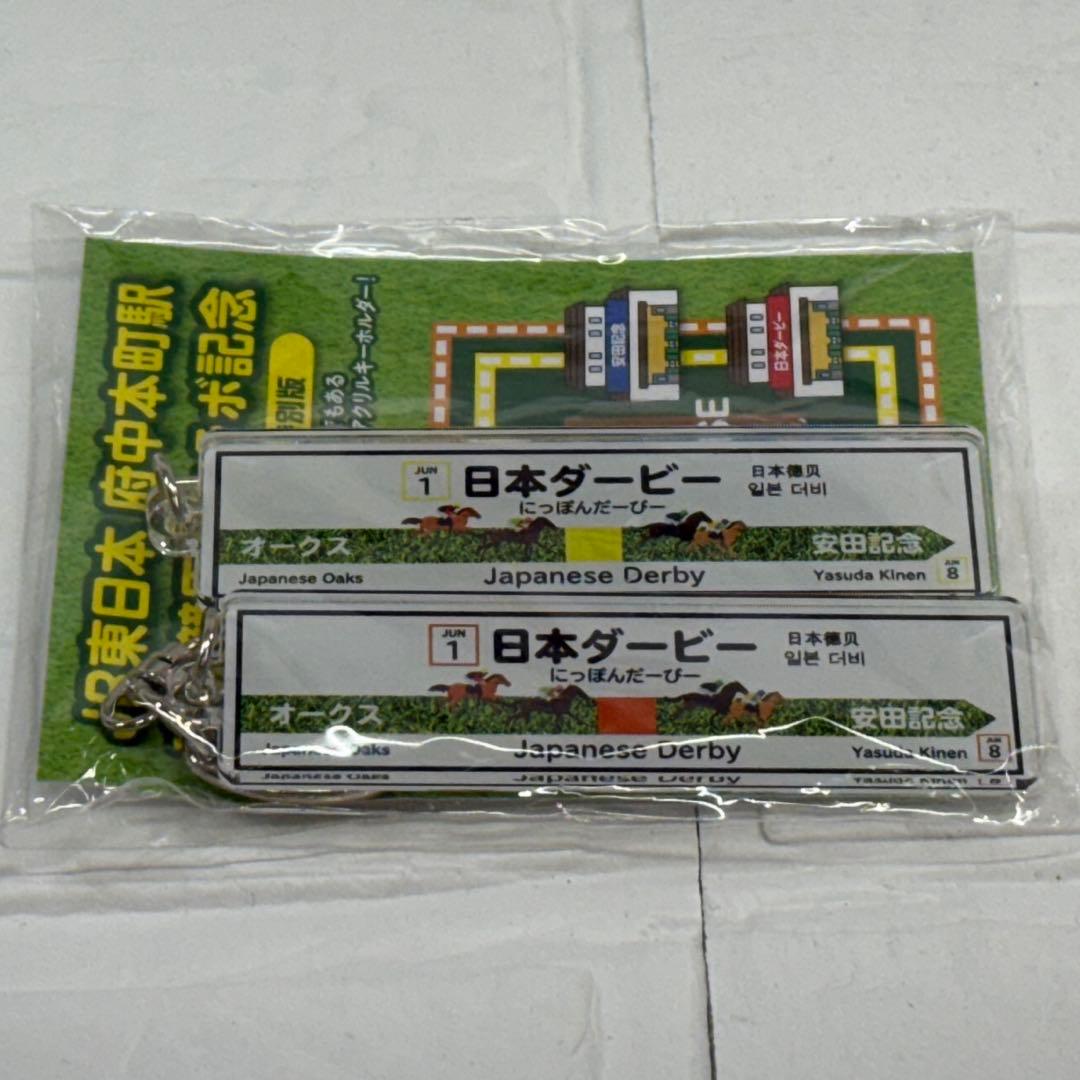 JR東日本 府中本町駅
ボ記念
別版
もある
アクリルキーホルダー!
安田記念
日本ダービー
SE
JUN
1
日本ダービー
にっぽんだーびー
日本德贝
일본 더비
オークス
安田記念
Japanese Oaks
Japanese Derby
Yasuda Kinen
JUN
8
JUN
1
日本ダービー
にっぽんだーびー
日本德贝
일본 더비
オークス
安田記念
Japanese Oaks
Japanese Derby
Yasuda Kinen
JUN
8